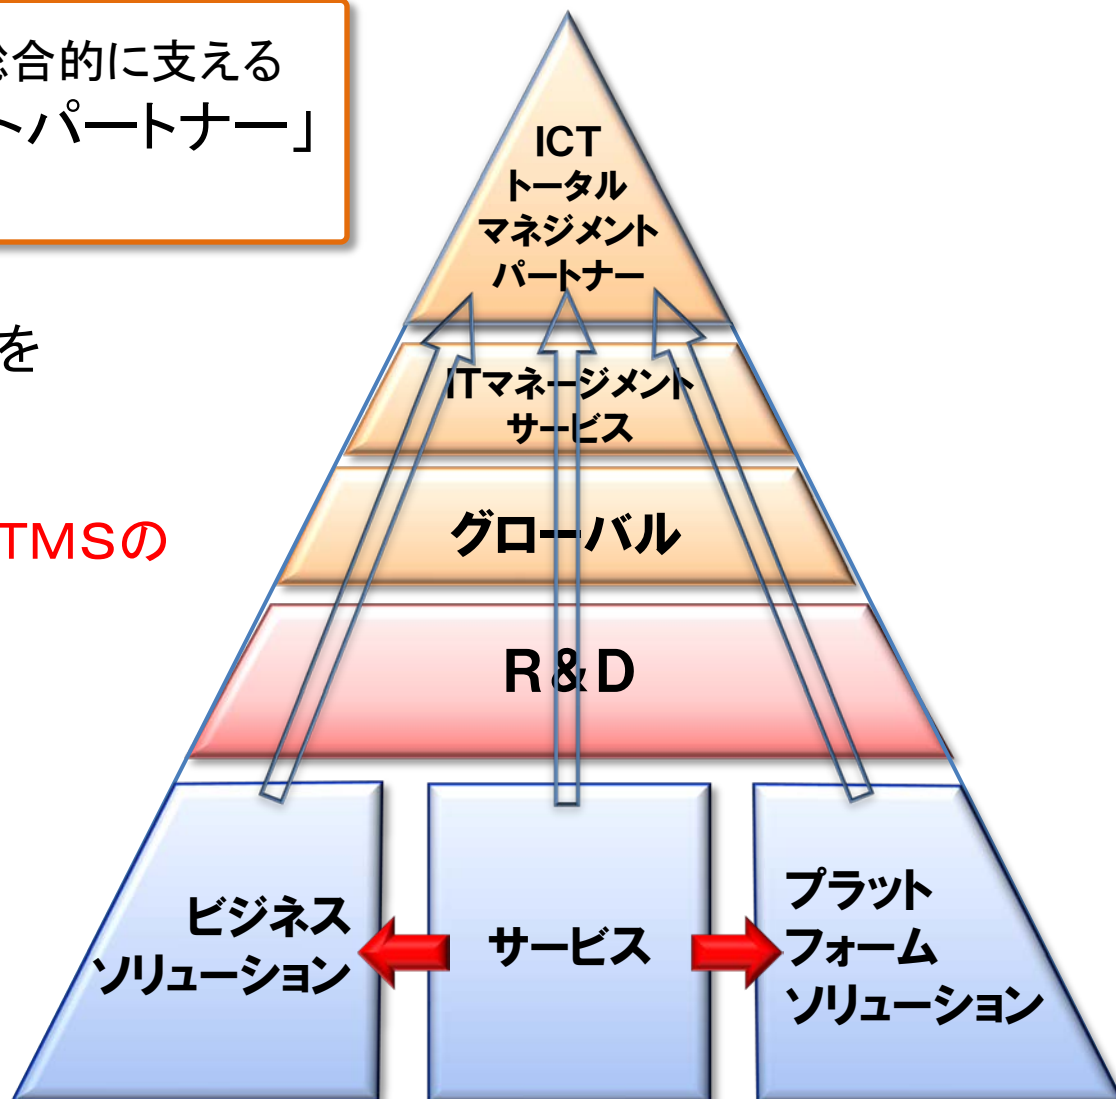 総合的に支える
トパートナー」
を
TMSの
ICT
トータル
マネジメント
パートナー
ITマネージメント
サービス
グローバル
R&D
ビジネス
ソリューション
サービス
プラット
フォーム
ソリューション